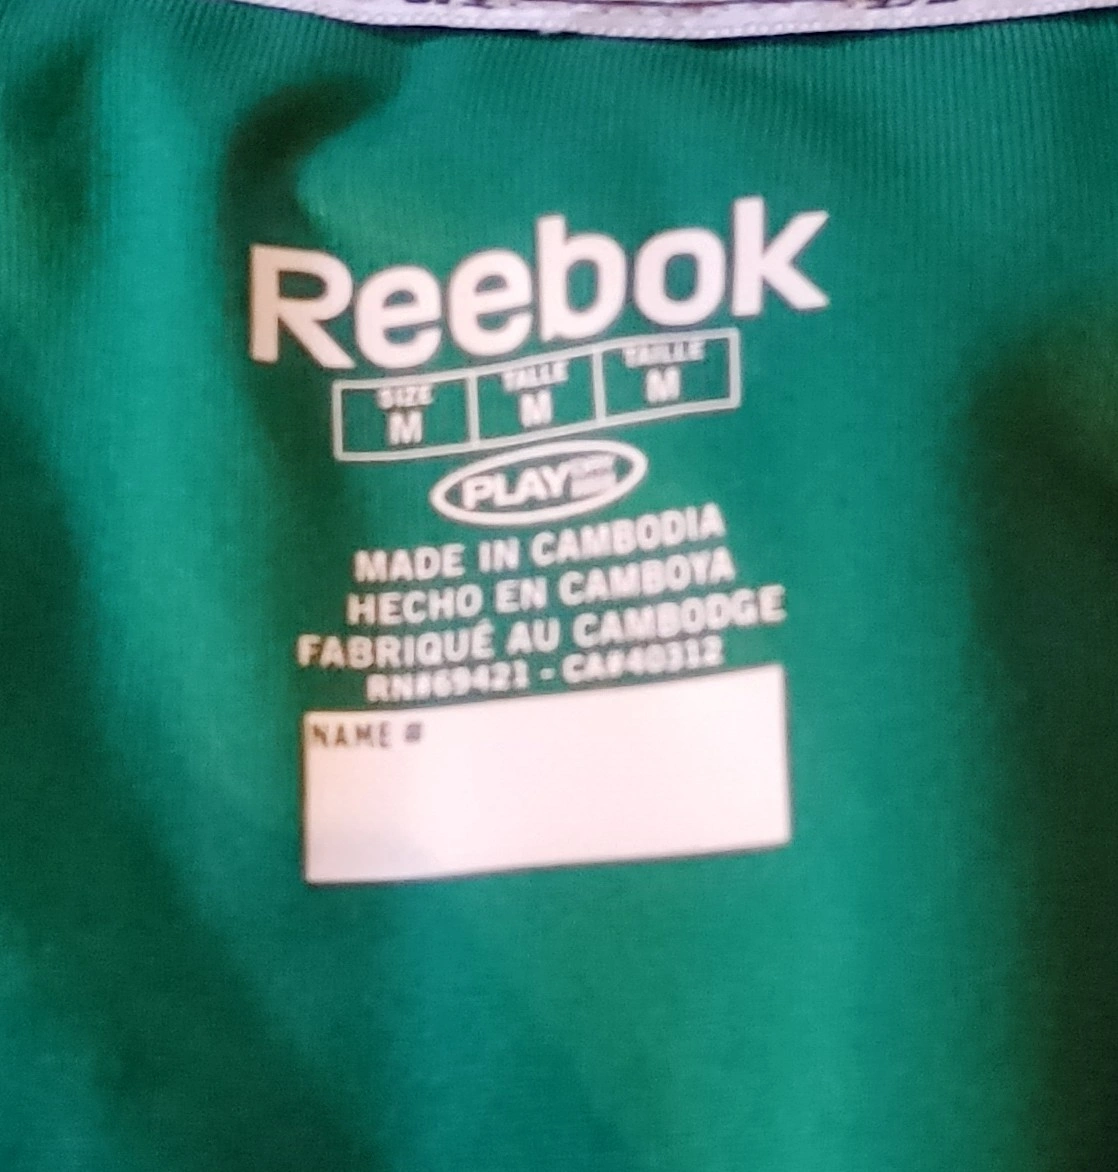 Reebok
SIZE TALLE TAILLE
M M M
PLAY DRY
MADE IN CAMBODIA
HECHO EN CAMBOYA
FABRIQUÉ AU CAMBODGE
RN#69421 - CA#40312
NAME #